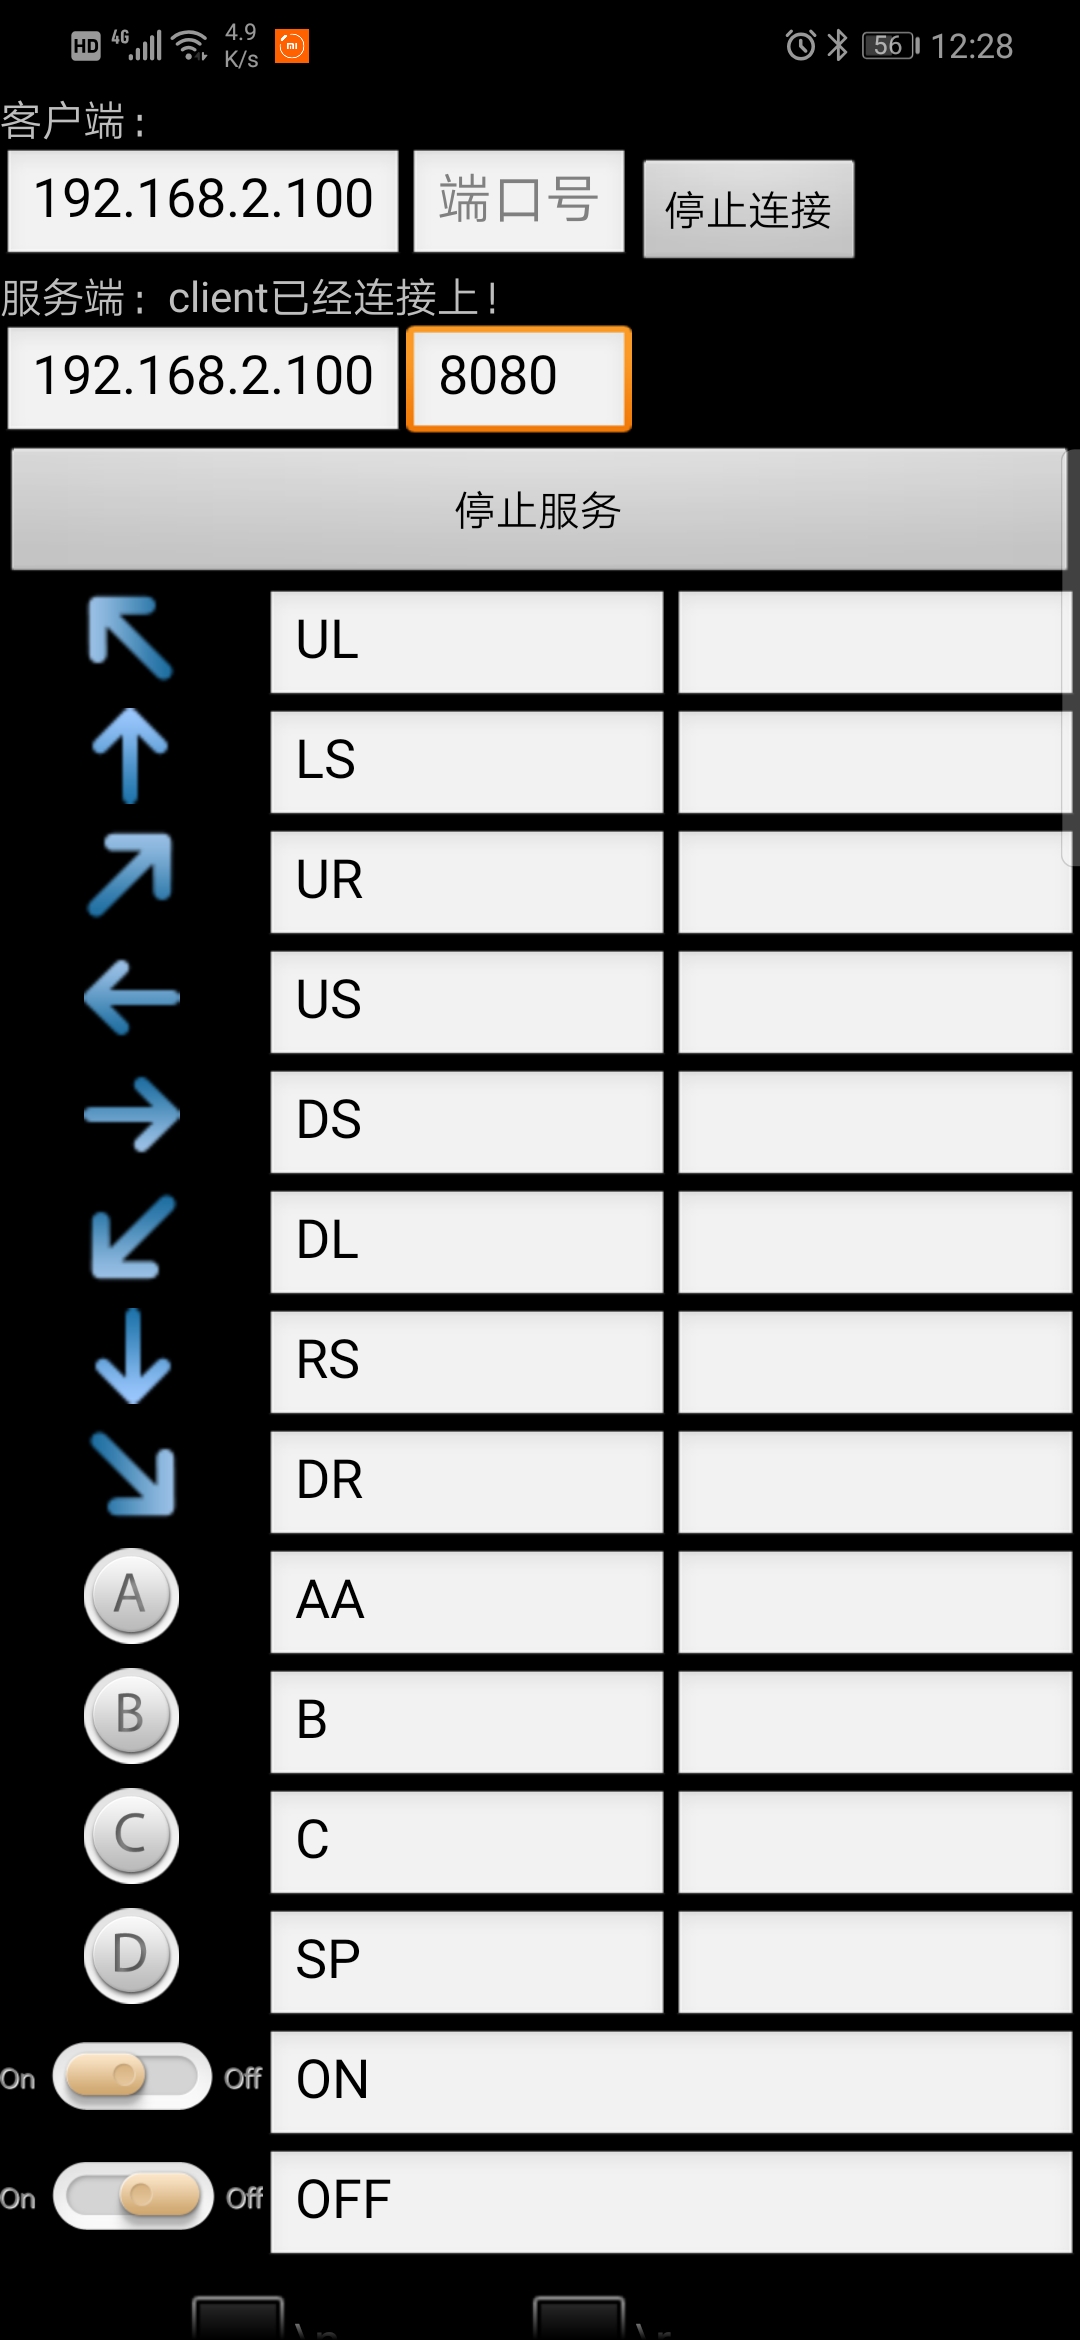 HD 4G 4.9 K/s mi 56 12:28
客户端：
192.168.2.100 端口号 停止连接
服务端：client已经连接上！
192.168.2.100 8080
停止服务
UL
LS
UR
US
DS
DL
RS
DR
A AA
B B
C C
D SP
On Off ON
On Off OFF